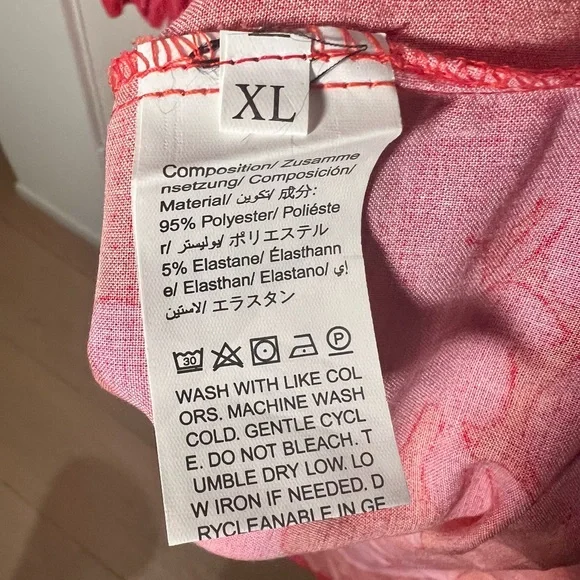 XL
Composition/ Zusamme
nsetzung/ Composición/
Material/ تكوين/ 成分:
95% Polyester/ Poliéste
r/ بوليستر/ ポリエステル
5% Elastane/ Élasthann
e/ Elasthan/ Elastano/ إي
لاستين/ エラスタン
30
P
WASH WITH LIKE COL
ORS. MACHINE WASH
COLD. GENTLE CYCL
E. DO NOT BLEACH. T
UMBLE DRY LOW. LO
W IRON IF NEEDED. D
RYCLEANABLE IN GE